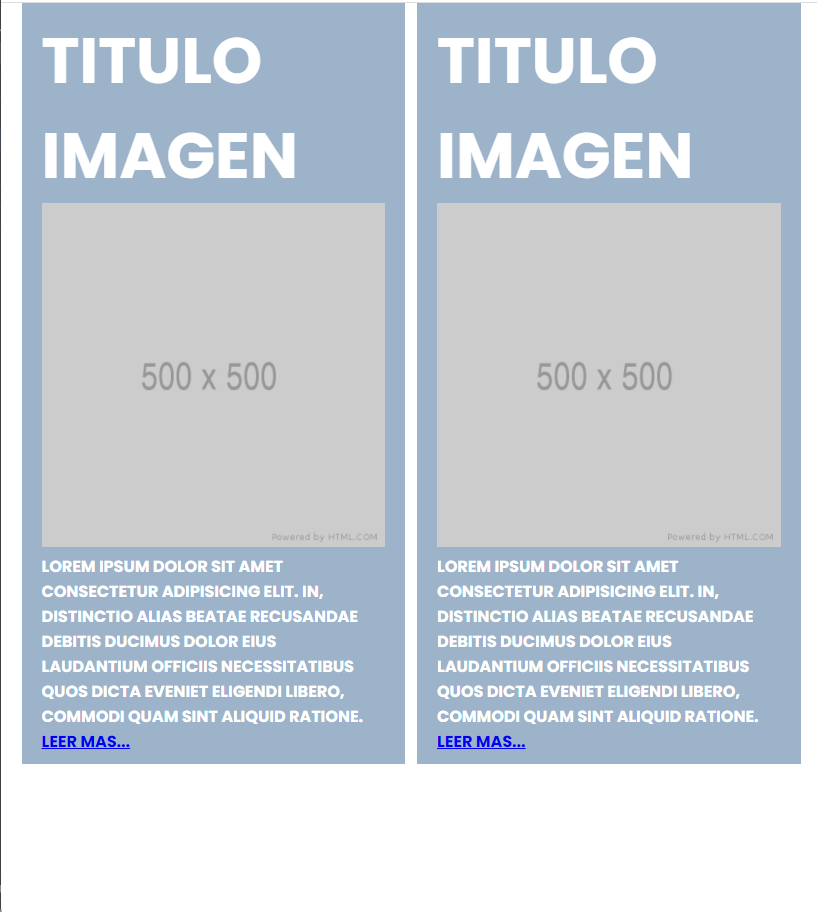 TITULO
IMAGEN
500 x 500
Powered by HTML.COM
LOREM IPSUM DOLOR SIT AMET
CONSECTETUR ADIPISICING ELIT. IN,
DISTINCTIO ALIAS BEATAE RECUSANDAE
DEBITIS DUCIMUS DOLOR EIUS
LAUDANTIUM OFFICIIS NECESSITATIBUS
QUOS DICTA EVENIET ELIGENDI LIBERO,
COMMODI QUAM SINT ALIQUID RATIONE.
LEER MAS...
TITULO
IMAGEN
500 x 500
Powered by HTML.COM
LOREM IPSUM DOLOR SIT AMET
CONSECTETUR ADIPISICING ELIT. IN,
DISTINCTIO ALIAS BEATAE RECUSANDAE
DEBITIS DUCIMUS DOLOR EIUS
LAUDANTIUM OFFICIIS NECESSITATIBUS
QUOS DICTA EVENIET ELIGENDI LIBERO,
COMMODI QUAM SINT ALIQUID RATIONE.
LEER MAS...